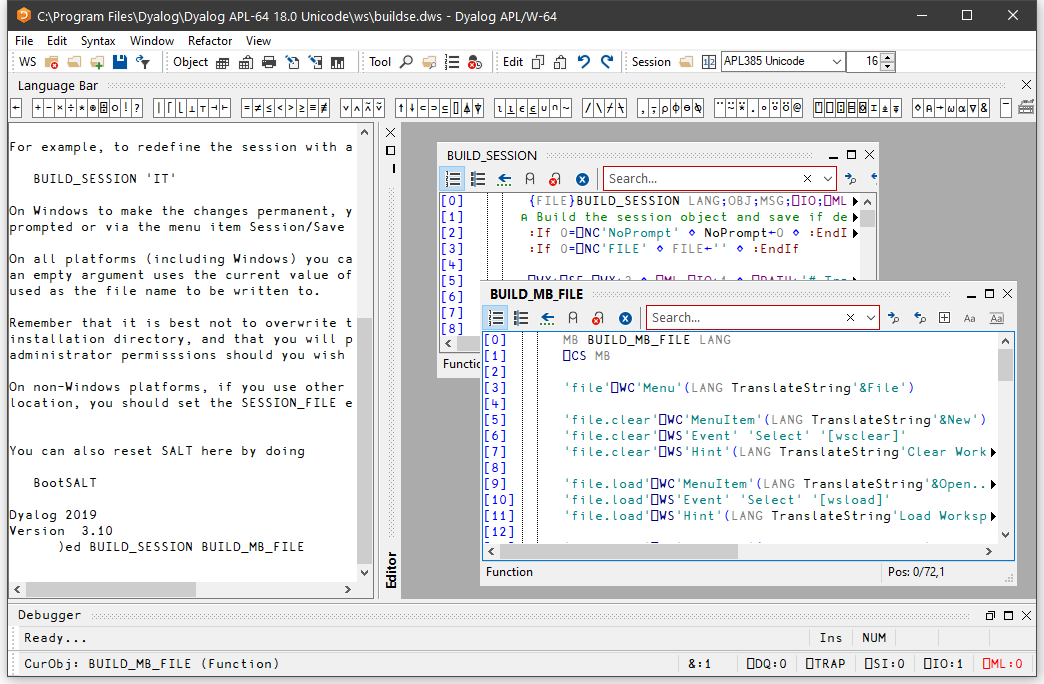 C:\Program Files\Dyalog\Dyalog APL-64 18.0 Unicode\ws\buildse.dws - Dyalog APL/W-64
File Edit Syntax Window Refactor View
WS Object Tool Edit Session APL385 Unicode 16
Language Bar
← +-×÷*⍟⌹○!? |⌈⌊⊥⊤⊣⊢ =≠≤<>≥≡≢ ∨∧⍲⍱ ↑↓⊂⊃⊆⌷⍋⍒ ⍳⍸∊⍷∪∩~ /\⌿⍀ ,⍪⍴⌽⊖⍉ ¨⍨⍣.∘⍤⍥@ ⍞⎕⍠⌸⌺⌶⍎⍕ ⋄⍝→⍵⍺∇& ¯
For example, to redefine the session with a
BUILD_SESSION 'IT'
On Windows to make the changes permanent, y
prompted or via the menu item Session/Save
On all platforms (including Windows) you ca
an empty argument uses the current value of
used as the file name to be written to.
Remember that it is best not to overwrite t
installation directory, and that you will p
administrator permisssions should you wish
On non-Windows platforms, if you use other
location, you should set the SESSION_FILE e
You can also reset SALT here by doing
BootSALT
Dyalog 2019
Version 3.10
)ed BUILD_SESSION BUILD_MB_FILE
Editor
BUILD_SESSION
Search...
[0] {FILE}BUILD_SESSION LANG;OBJ;MSG;⎕IO;⎕ML
[1] ⍝ Build the session object and save if de
[2] :If 0=⎕NC'NoPrompt' ⋄ NoPrompt←0 ⋄ :EndI
[3] :If 0=⎕NC'FILE' ⋄ FILE←'' ⋄ :EndIf
[4]
[5]
[6]
[7]
[8]
Functio
BUILD_MB_FILE
Search...
Aa Aa
[0] MB BUILD_MB_FILE LANG
[1] ⎕CS MB
[2]
[3] 'file'⎕WC'Menu'(LANG TranslateString'&File')
[4]
[5] 'file.clear'⎕WC'MenuItem'(LANG TranslateString'&New')
[6] 'file.clear'⎕WS'Event' 'Select' '[wsclear]'
[7] 'file.clear'⎕WS'Hint'(LANG TranslateString'Clear Work
[8]
[9] 'file.load'⎕WC'MenuItem'(LANG TranslateString'&Open..
[10] 'file.load'⎕WS'Event' 'Select' '[wsload]'
[11] 'file.load'⎕WS'Hint'(LANG TranslateString'Load Worksp
[12]
Function Pos: 0/72,1
Debugger
Ready... Ins NUM
CurObj: BUILD_MB_FILE (Function) &:1 ⎕DQ:0 ⎕TRAP ⎕SI:0 ⎕IO:1 ⎕ML:0